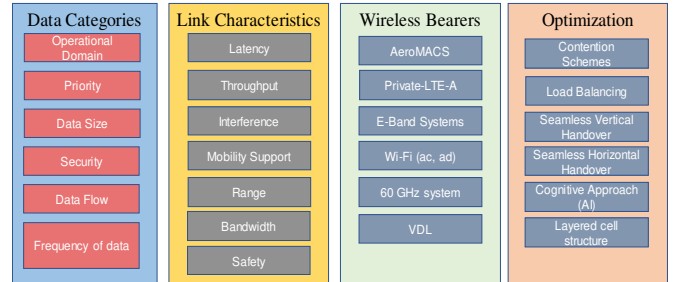 Data Categories
Operational
Domain
Priority
Data Size
Security
Data Flow
Frequency of data
Link Characteristics
Latency
Throughput
Interference
Mobility Support
Range
Bandwidth
Safety
Wireless Bearers
AeroMACS
Private-LTE-A
E-Band Systems
Wi-Fi (ac, ad)
60 GHz system
VDL
Optimization
Contention
Schemes
Load Balancing
Seamless Vertical
Handover
Seamless Horizontal
Handover
Cognitive Approach
(AI)
Layered cell
structure